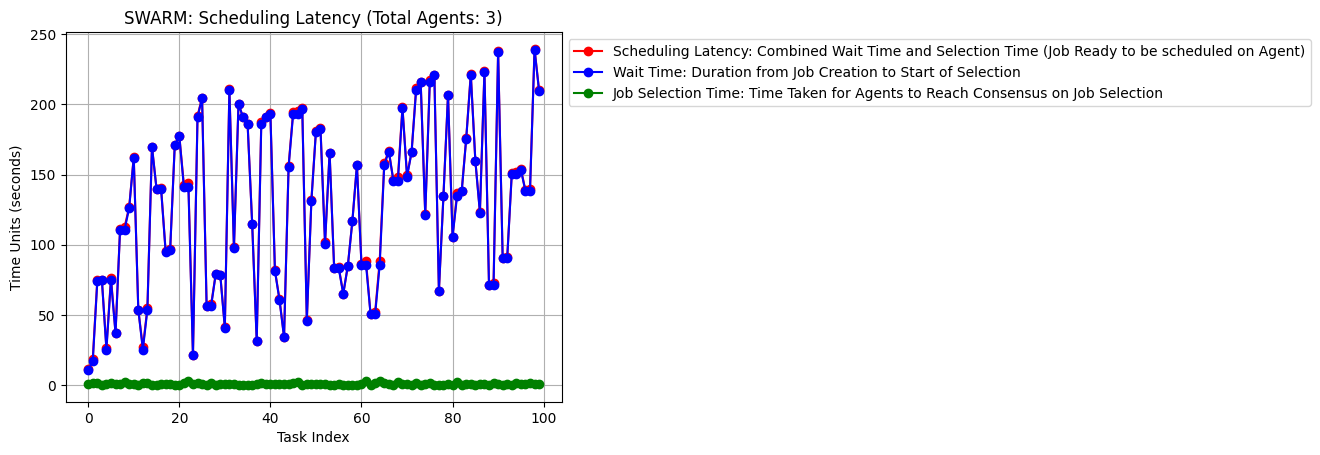 SWARM: Scheduling Latency (Total Agents: 3)
Scheduling Latency: Combined Wait Time and Selection Time (Job Ready to be scheduled on Agent)
Wait Time: Duration from Job Creation to Start of Selection
Job Selection Time: Time Taken for Agents to Reach Consensus on Job Selection
Time Units (seconds)
250
200
150
100
50
0
0 20 40 60 80 100
Task Index